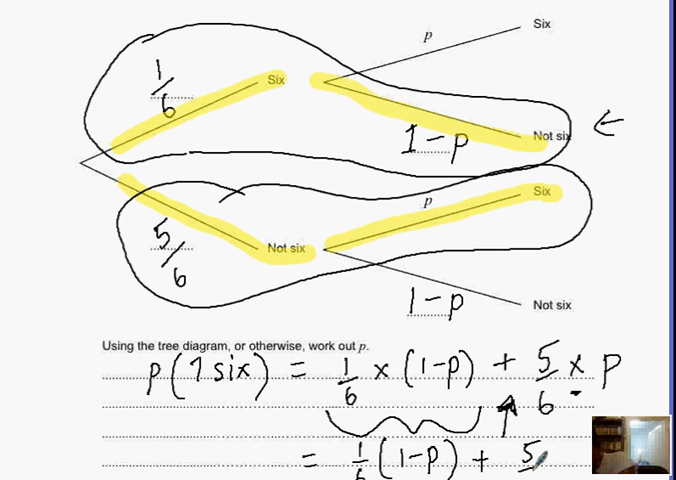 p
Six
1/6
Six
1-p
Not six
←
p
Six
5/6
Not six
1-p
Not six
Using the tree diagram, or otherwise, work out p.
p(1 six) = 1/6 x (1-p) + 5/6 x p
= 1/6 (1-p) + 5/